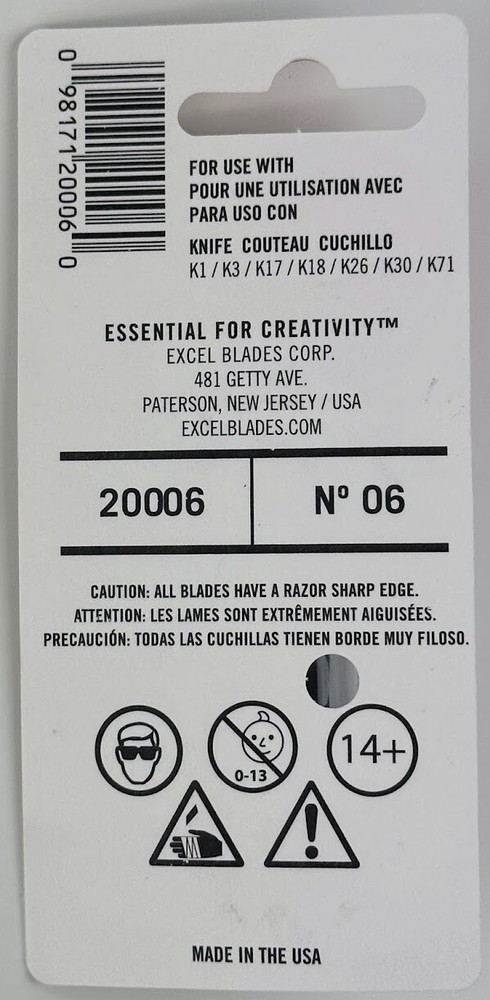 0 98171 20006 0
FOR USE WITH
POUR UNE UTILISATION AVEC
PARA USO CON
KNIFE COUTEAU CUCHILLO
K1 / K3 / K17 / K18 / K26 / K30 / K71
ESSENTIAL FOR CREATIVITY™
EXCEL BLADES CORP.
481 GETTY AVE.
PATERSON, NEW JERSEY / USA
EXCELBLADES.COM
20006
Nº 06
CAUTION: ALL BLADES HAVE A RAZOR SHARP EDGE.
ATTENTION: LES LAMES SONT EXTRÊMEMENT AIGUISÉES.
PRECAUCIÓN: TODAS LAS CUCHILLAS TIENEN BORDE MUY FILOSO.
0-13
14+
MADE IN THE USA